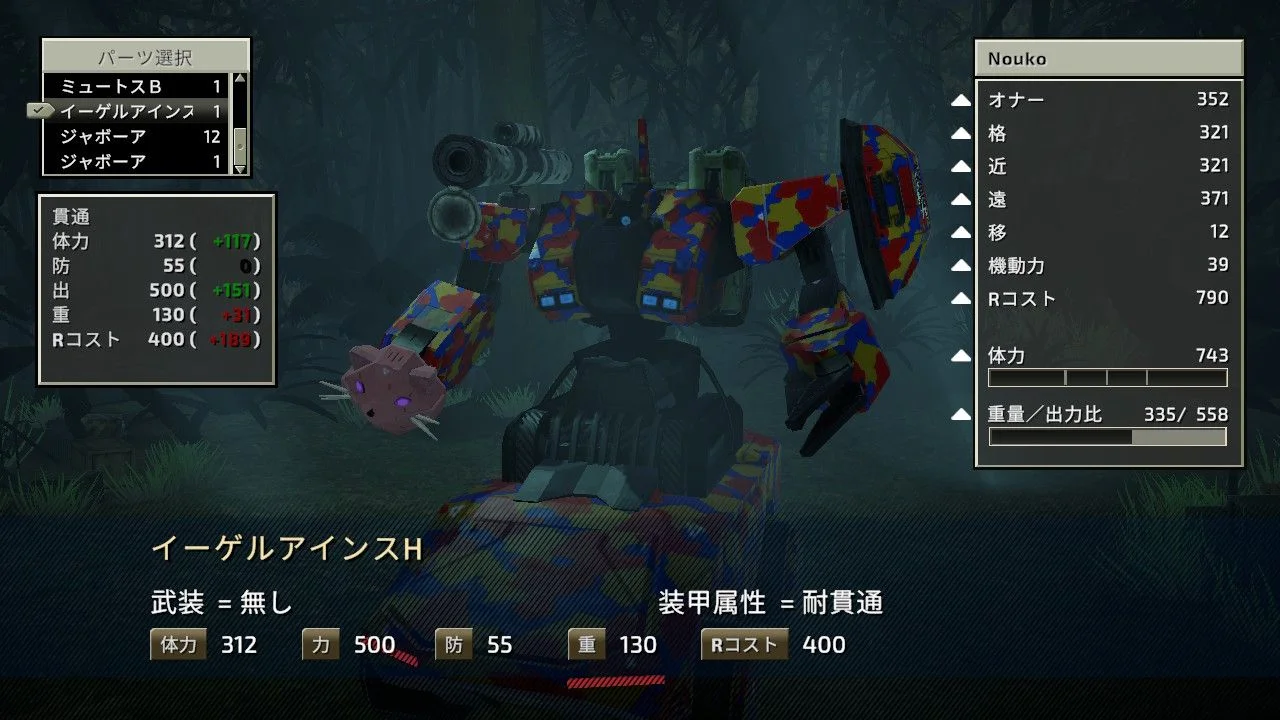 パーツ選択
ミュートスB 1
イーゲルアインス 1
ジャボーア 12
ジャボーア 1
貫通
体力 312 ( +117)
防 55 ( 0)
出 500 ( +151)
重 130 ( +31)
Rコスト 400 ( +189)
Nouko
オナー 352
格 321
近 321
遠 371
移 12
機動力 39
Rコスト 790
体力 743
重量／出力比 335/ 558
イーゲルアインスH
武装 = 無し 装甲属性 = 耐貫通
体力 312 力 500 防 55 重 130 Rコスト 400